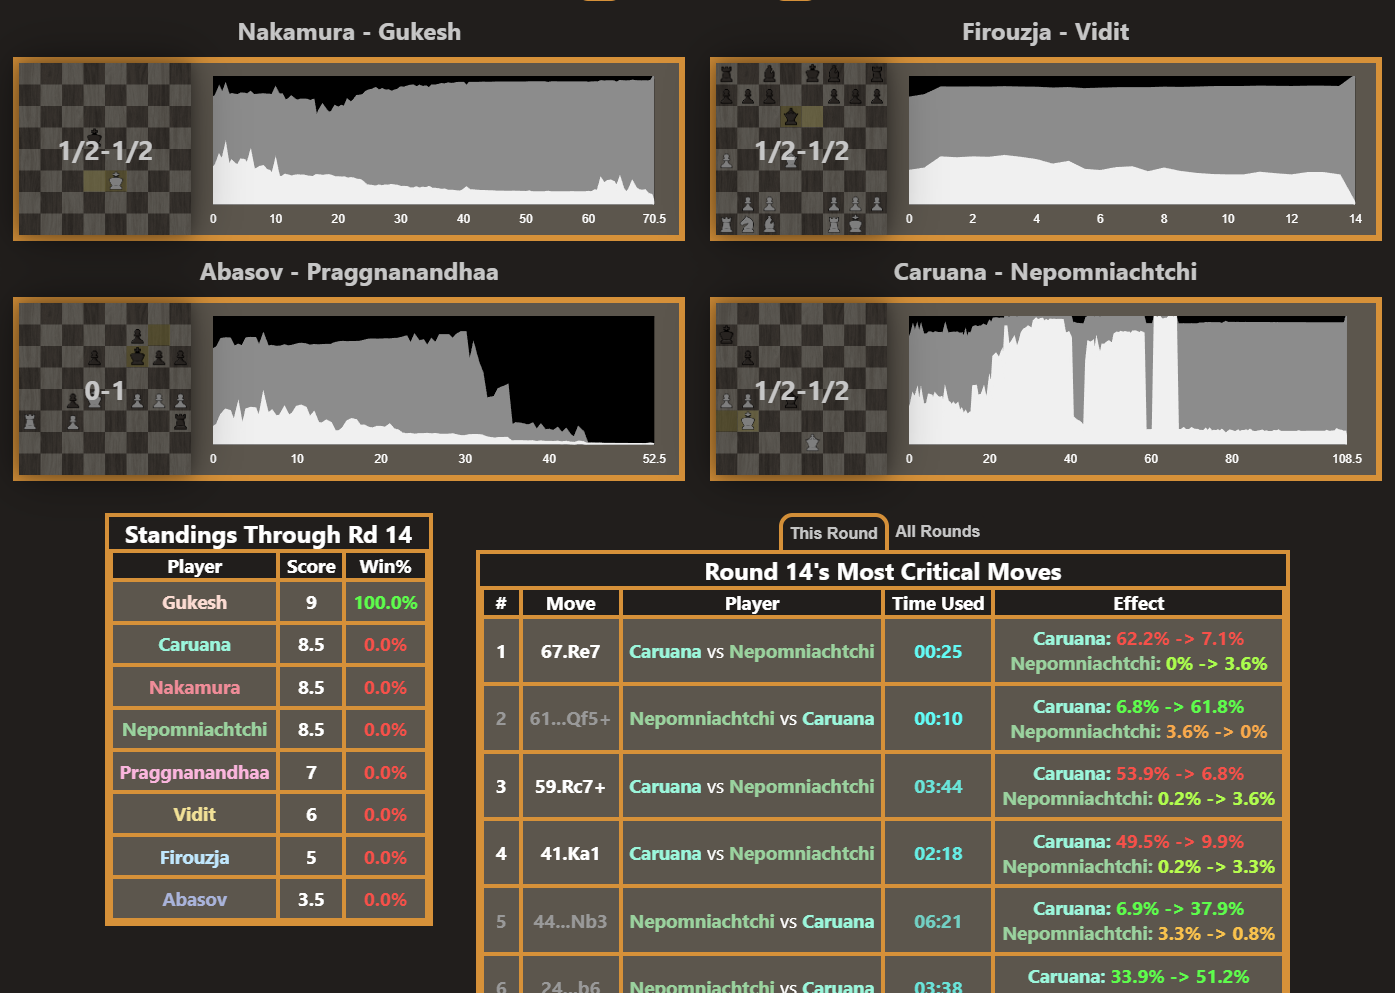 Nakamura - Gukesh
Firouzja - Vidit
1/2-1/2
1/2-1/2
0 10 20 30 40 50 60 70.5
0 2 4 6 8 10 12 14
Abasov - Praggnanandhaa
Caruana - Nepomniachtchi
0-1
1/2-1/2
0 10 20 30 40 52.5
0 20 40 60 80 108.5
Standings Through Rd 14
Player Score Win%
Gukesh 9 100.0%
Caruana 8.5 0.0%
Nakamura 8.5 0.0%
Nepomniachtchi 8.5 0.0%
Praggnanandhaa 7 0.0%
Vidit 6 0.0%
Firouzja 5 0.0%
Abasov 3.5 0.0%
This Round All Rounds
Round 14's Most Critical Moves
# Move Player Time Used Effect
1 67.Re7 Caruana vs Nepomniachtchi 00:25 Caruana: 62.2% -> 7.1%
Nepomniachtchi: 0% -> 3.6%
2 61...Qf5+ Nepomniachtchi vs Caruana 00:10 Caruana: 6.8% -> 61.8%
Nepomniachtchi: 3.6% -> 0%
3 59.Rc7+ Caruana vs Nepomniachtchi 03:44 Caruana: 53.9% -> 6.8%
Nepomniachtchi: 0.2% -> 3.6%
4 41.Ka1 Caruana vs Nepomniachtchi 02:18 Caruana: 49.5% -> 9.9%
Nepomniachtchi: 0.2% -> 3.3%
5 44...Nb3 Nepomniachtchi vs Caruana 06:21 Caruana: 6.9% -> 37.9%
Nepomniachtchi: 3.3% -> 0.8%
6 24...b6 Nepomniachtchi vs Caruana 03:38 Caruana: 33.9% -> 51.2%